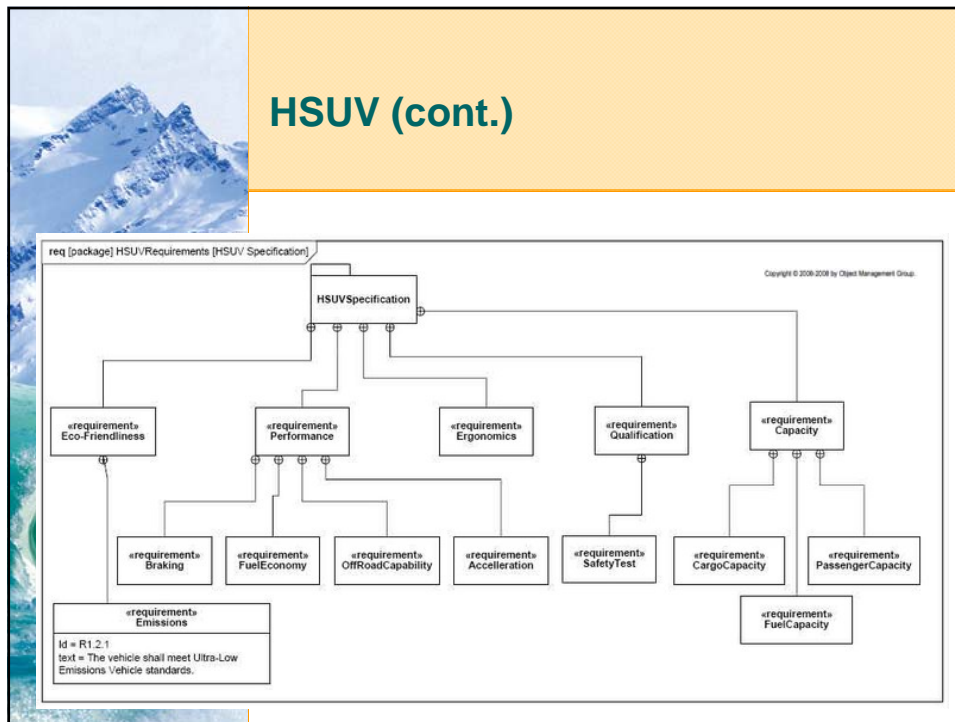 HSUV (cont.)
req [package] HSUVRequirements [HSUV Specification]
Copyright © 2006-2008 by Object Management Group.
HSUVSpecification
«requirement»
Eco-Friendliness
«requirement»
Performance
«requirement»
Ergonomics
«requirement»
Qualification
«requirement»
Capacity
«requirement»
Braking
«requirement»
FuelEconomy
«requirement»
OffRoadCapability
«requirement»
Accelleration
«requirement»
SafetyTest
«requirement»
CargoCapacity
«requirement»
PassengerCapacity
«requirement»
FuelCapacity
«requirement»
Emissions
Id = R1.2.1
text = The vehicle shall meet Ultra-Low
Emissions Vehicle standards.